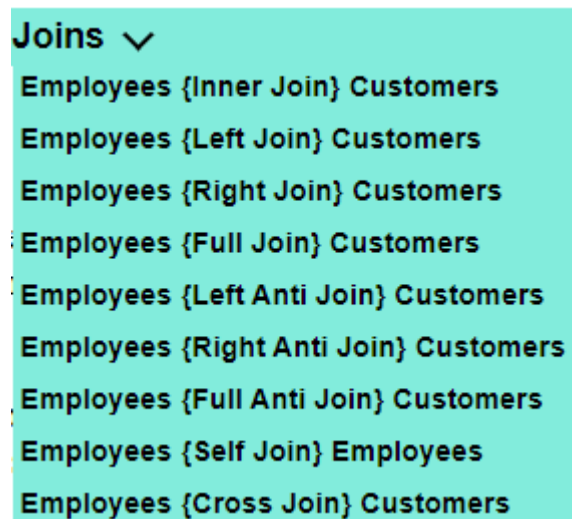 Joins
Employees {Inner Join} Customers
Employees {Left Join} Customers
Employees {Right Join} Customers
Employees {Full Join} Customers
Employees {Left Anti Join} Customers
Employees {Right Anti Join} Customers
Employees {Full Anti Join} Customers
Employees {Self Join} Employees
Employees {Cross Join} Customers